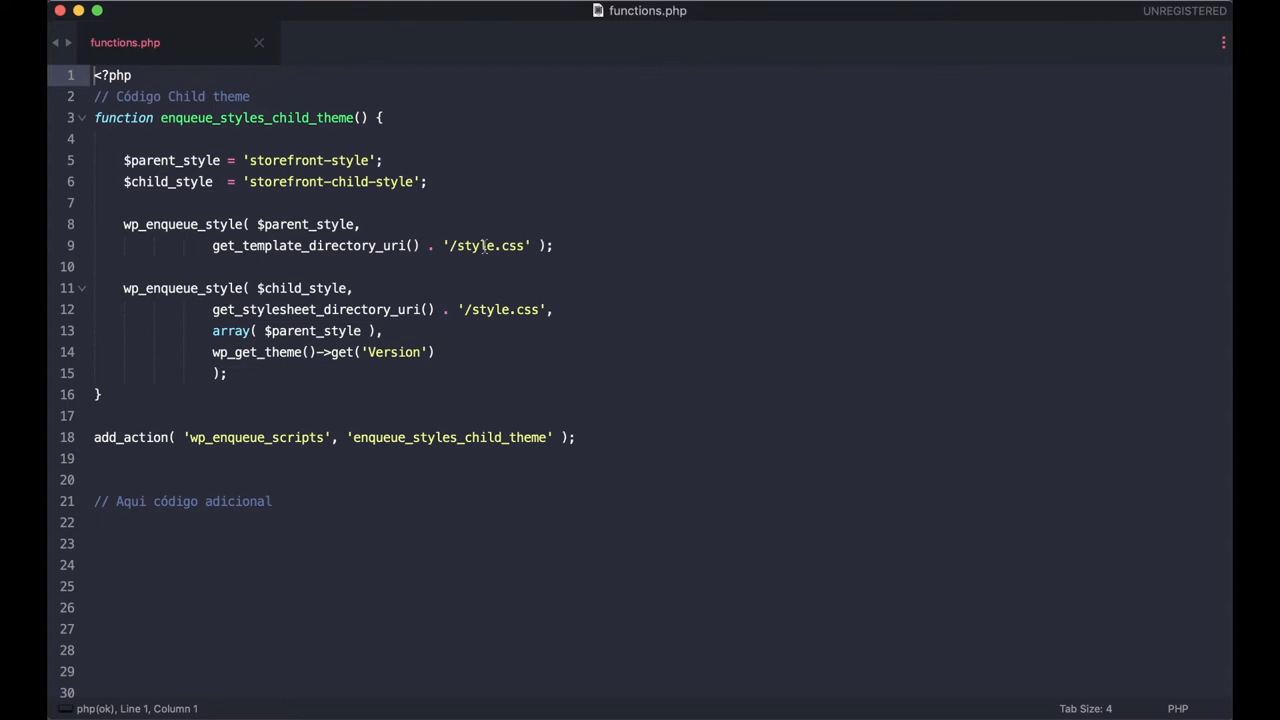 functions.php
UNREGISTERED
functions.php
1 <?php
2 // Código Child theme
3 function enqueue_styles_child_theme() {
4
5 $parent_style = 'storefront-style';
6 $child_style  = 'storefront-child-style';
7
8 wp_enqueue_style( $parent_style,
9 get_template_directory_uri() . '/style.css' );
10
11 wp_enqueue_style( $child_style,
12 get_stylesheet_directory_uri() . '/style.css',
13 array( $parent_style ),
14 wp_get_theme()->get('Version')
15 );
16 }
17
18 add_action( 'wp_enqueue_scripts', 'enqueue_styles_child_theme' );
19
20
21 // Aqui código adicional
22
23
24
25
26
27
28
29
30
php(ok), Line 1, Column 1
Tab Size: 4
PHP